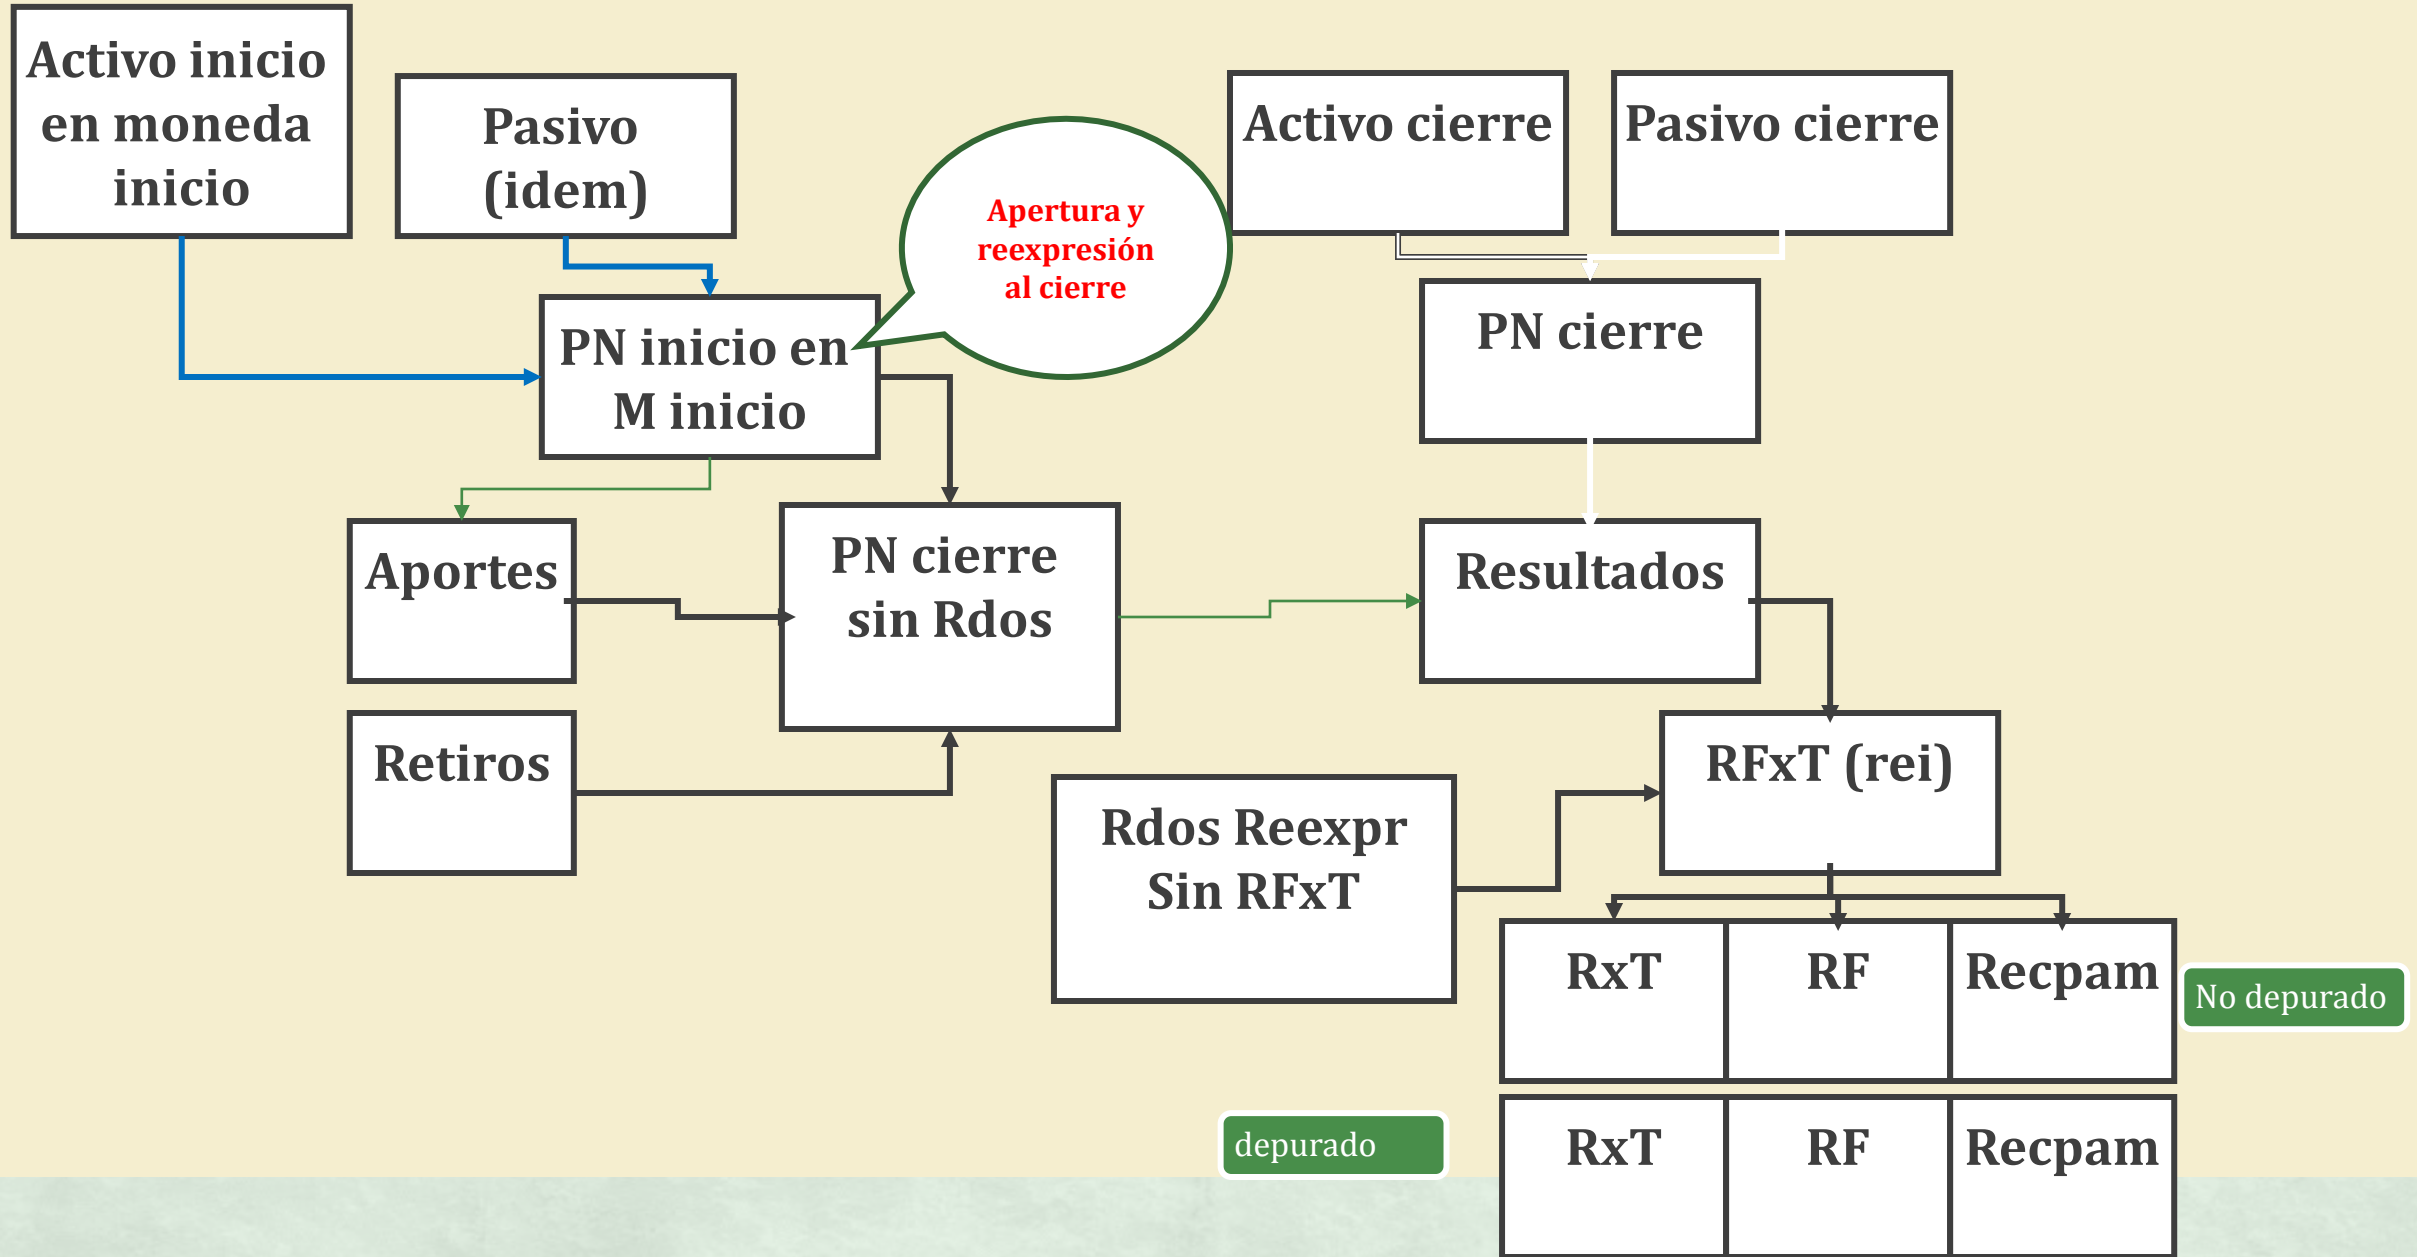 Activo inicio
en moneda
inicio
Pasivo
(idem)
Apertura y
reexpresión
al cierre
Activo cierre
Pasivo cierre
PN inicio en
M inicio
PN cierre
Aportes
PN cierre
sin Rdos
Resultados
Retiros
RFxT (rei)
Rdos Reexpr
Sin RFxT
RxT
RF
Recpam
No depurado
depurado
RxT
RF
Recpam